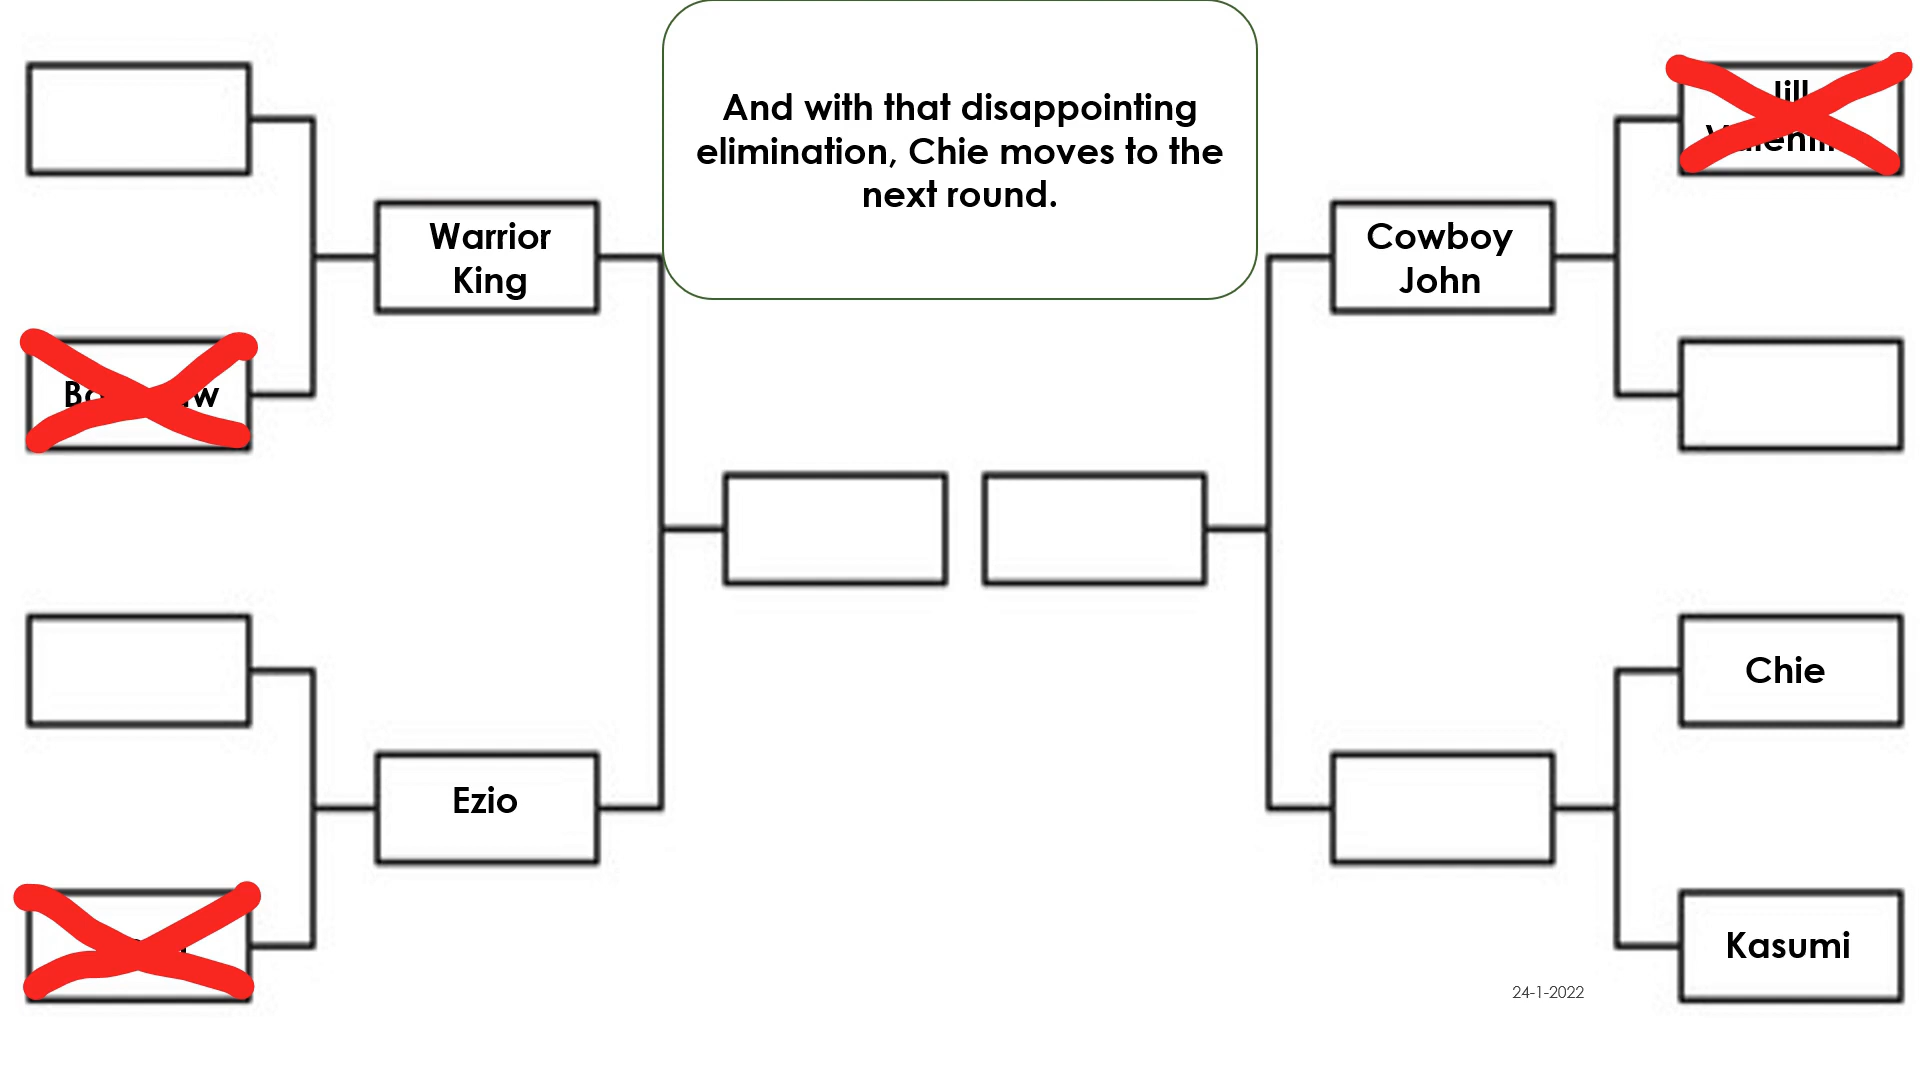 And with that disappointing
elimination, Chie moves to the
next round.
Jill
Warrior
King
Cowboy
John
Chie
Ezio
Kasumi
24-1-2022